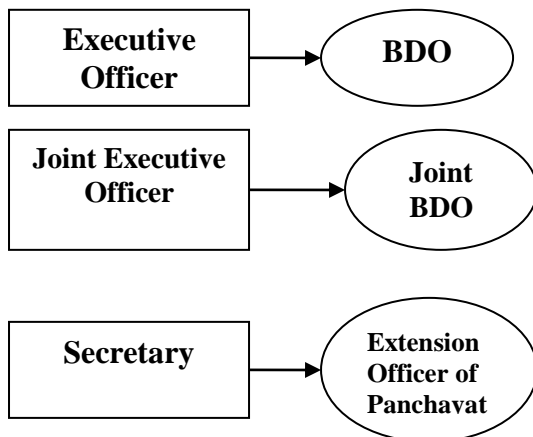 Executive
Officer
BDO
Joint Executive
Officer
Joint
BDO
Secretary
Extension
Officer of
Panchavat